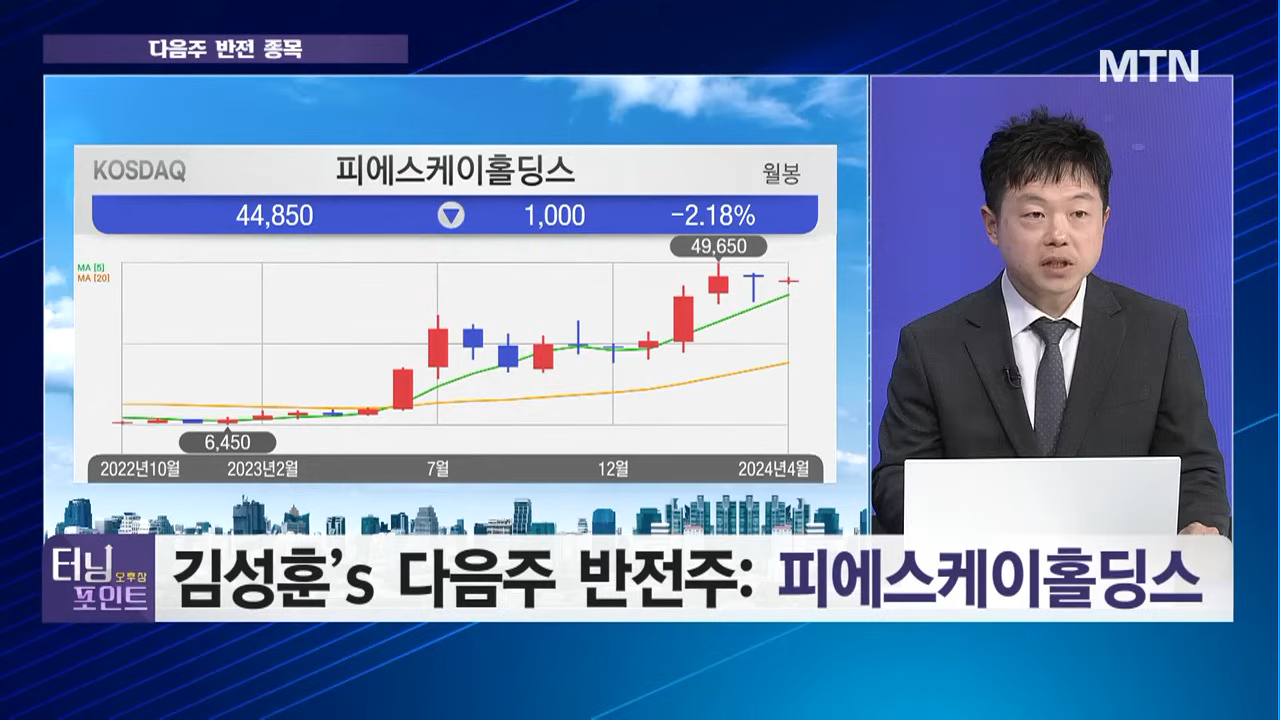 다음주 반전 종목
MTN
KOSDAQ 피에스케이홀딩스 월봉
44,850 ▽ 1,000 -2.18%
49,650
MA [5]
MA [20]
6,450
2022년10월 2023년2월 7월 12월 2024년4월
터닝
오후장
포인트
김성훈's 다음주 반전주: 피에스케이홀딩스